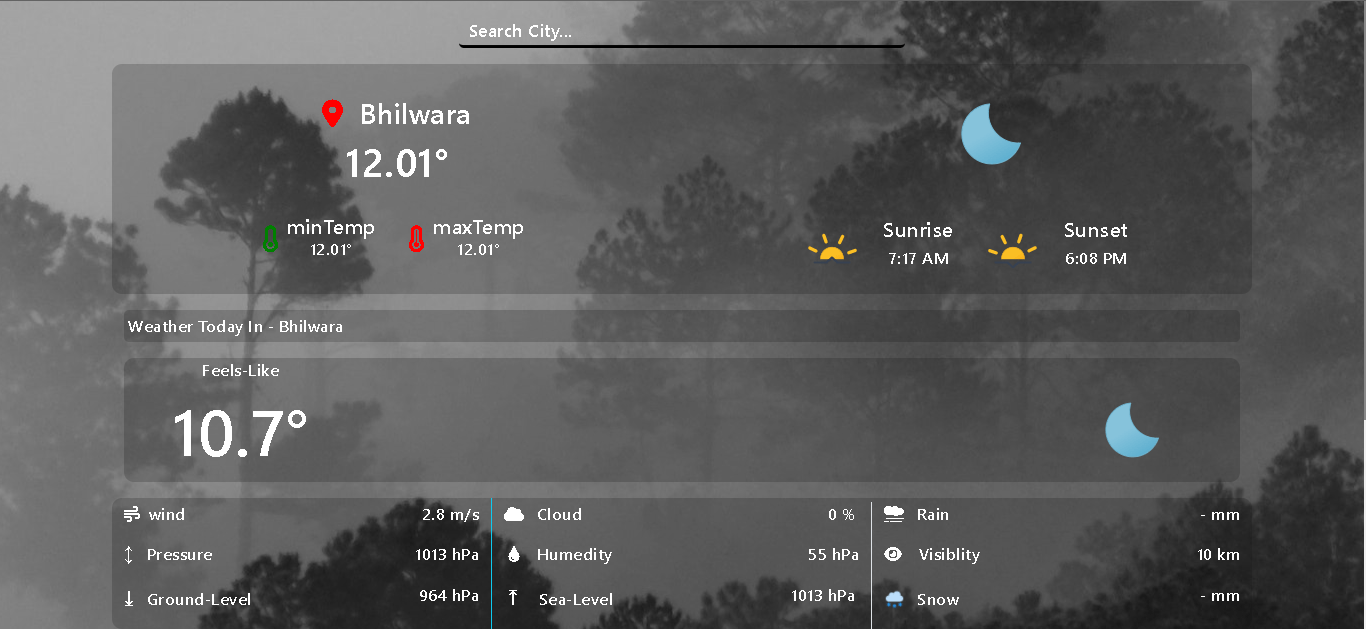 Search City...
Bhilwara
12.01°
minTemp
12.01°
maxTemp
12.01°
Sunrise
7:17 AM
Sunset
6:08 PM
Weather Today In - Bhilwara
Feels-Like
10.7°
wind 2.8 m/s
Pressure 1013 hPa
Ground-Level 964 hPa
Cloud 0 %
Humedity 55 hPa
Sea-Level 1013 hPa
Rain - mm
Visiblity 10 km
Snow - mm